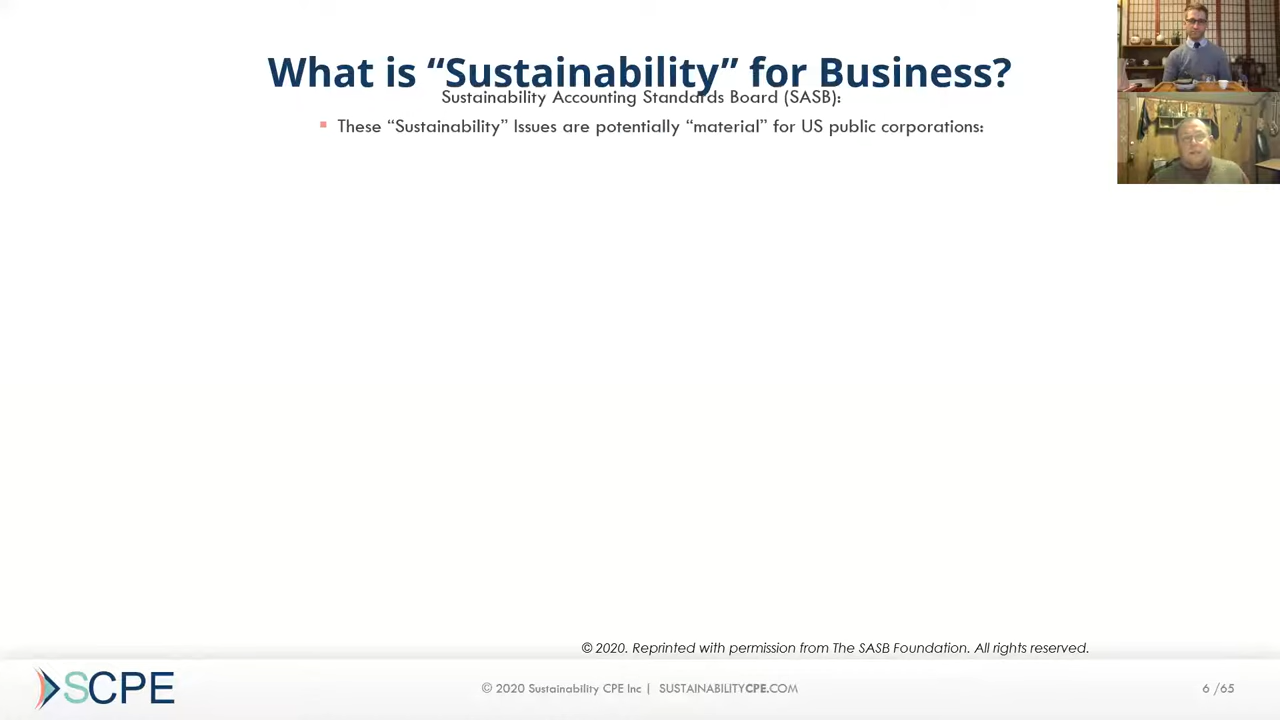 What is “Sustainability” for Business?
Sustainability Accounting Standards Board (SASB):
These “Sustainability” Issues are potentially “material” for US public corporations:
© 2020. Reprinted with permission from The SASB Foundation. All rights reserved.
SCPE
© 2020 Sustainability CPE Inc | SUSTAINABILITYCPE.COM
6 /65